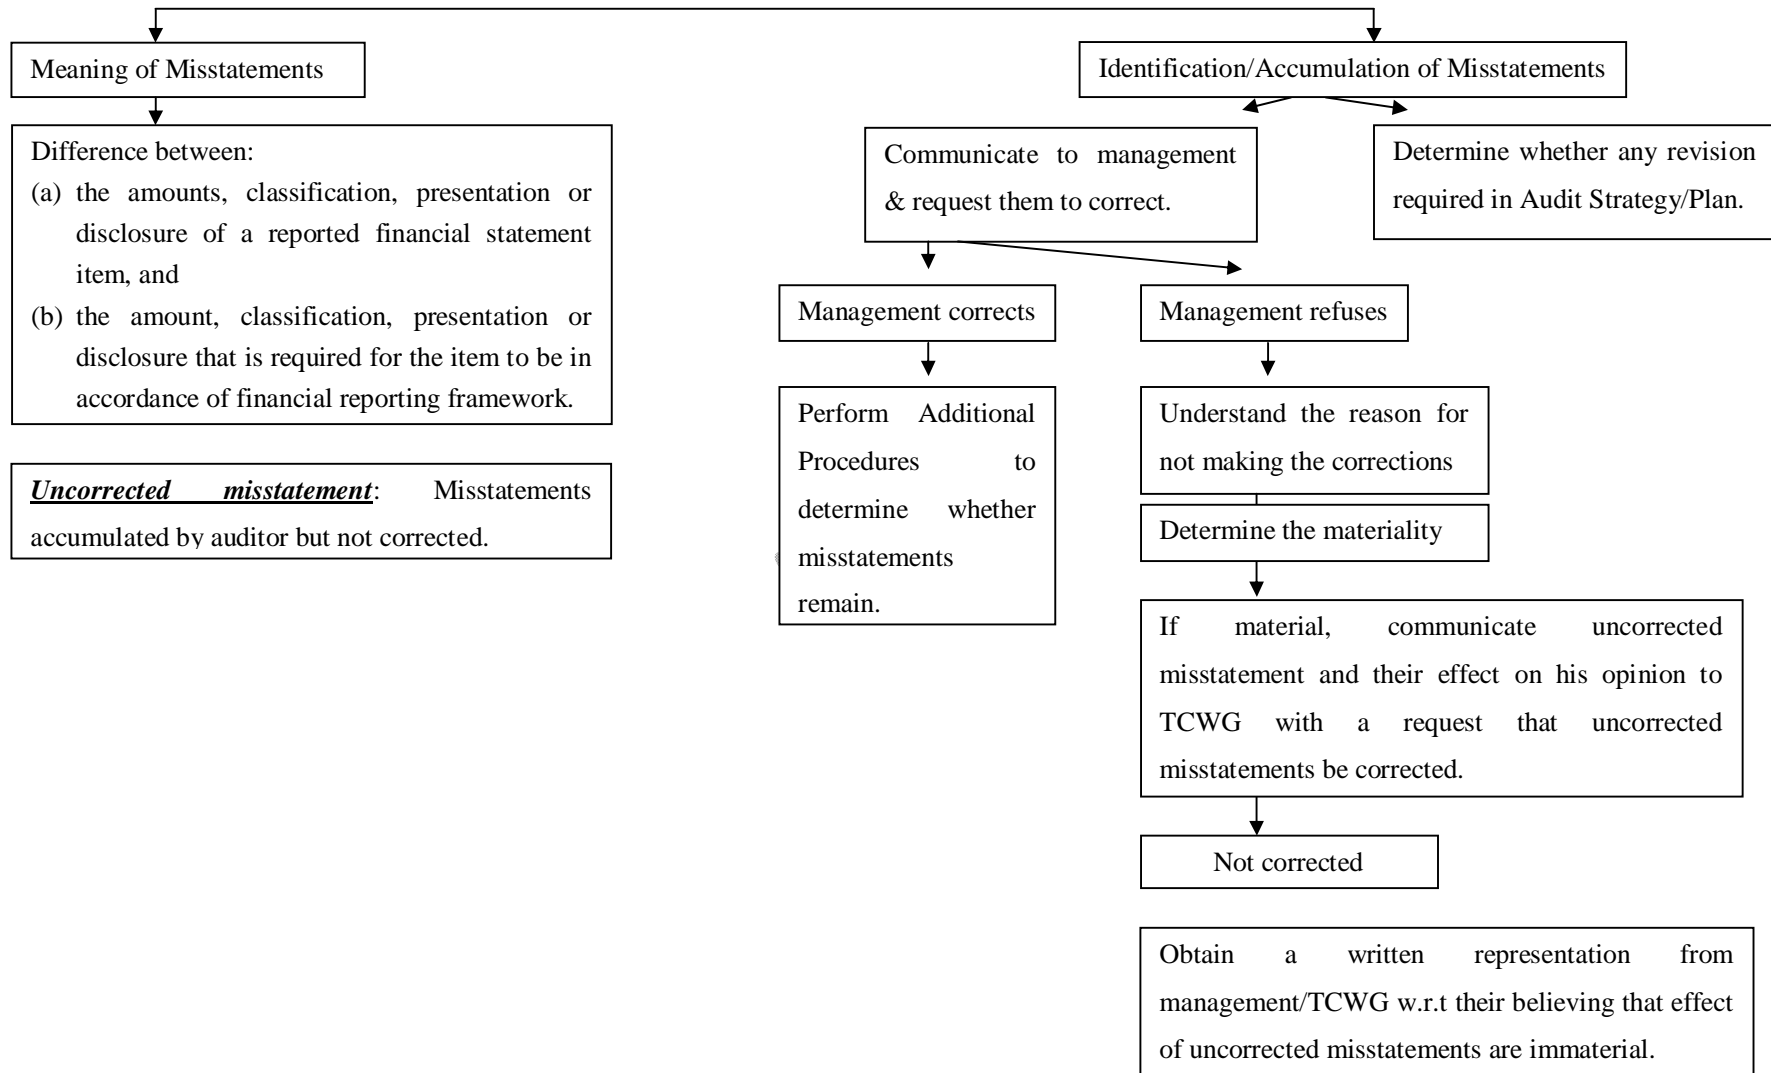 Meaning of Misstatements
Difference between:
(a) the amounts, classification, presentation or
disclosure of a reported financial statement
item, and
(b) the amount, classification, presentation or
disclosure that is required for the item to be in
accordance of financial reporting framework.
Uncorrected misstatement: Misstatements
accumulated by auditor but not corrected.
Identification/Accumulation of Misstatements
Communicate to management
& request them to correct.
Determine whether any revision
required in Audit Strategy/Plan.
Management corrects
Perform Additional
Procedures to
determine whether
misstatements
remain.
Management refuses
Understand the reason for
not making the corrections
Determine the materiality
If material, communicate uncorrected
misstatement and their effect on his opinion to
TCWG with a request that uncorrected
misstatements be corrected.
Not corrected
Obtain a written representation from
management/TCWG w.r.t their believing that effect
of uncorrected misstatements are immaterial.